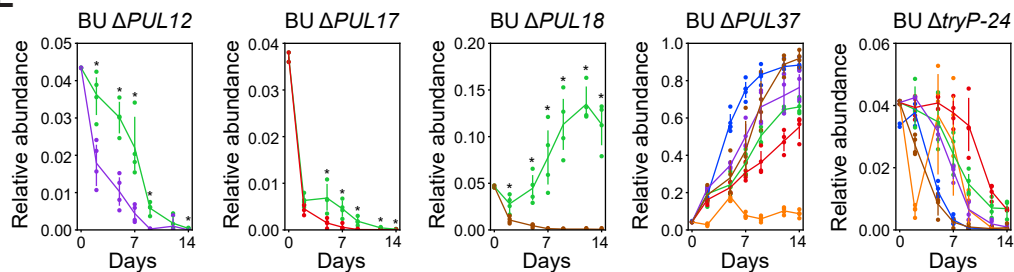 BU ΔPUL12
Relative abundance
0.05
0.04
0.03
0.02
0.01
0.00
* * * * *
0 7 14
Days
BU ΔPUL17
Relative abundance
0.04
0.03
0.02
0.01
0.00
* * * * *
0 7 14
Days
BU ΔPUL18
Relative abundance
0.20
0.15
0.10
0.05
0.00
* * * * * *
0 7 14
Days
BU ΔPUL37
Relative abundance
1.0
0.8
0.6
0.4
0.2
0.0
0 7 14
Days
BU ΔtryP-24
Relative abundance
0.06
0.04
0.02
0.00
0 7 14
Days